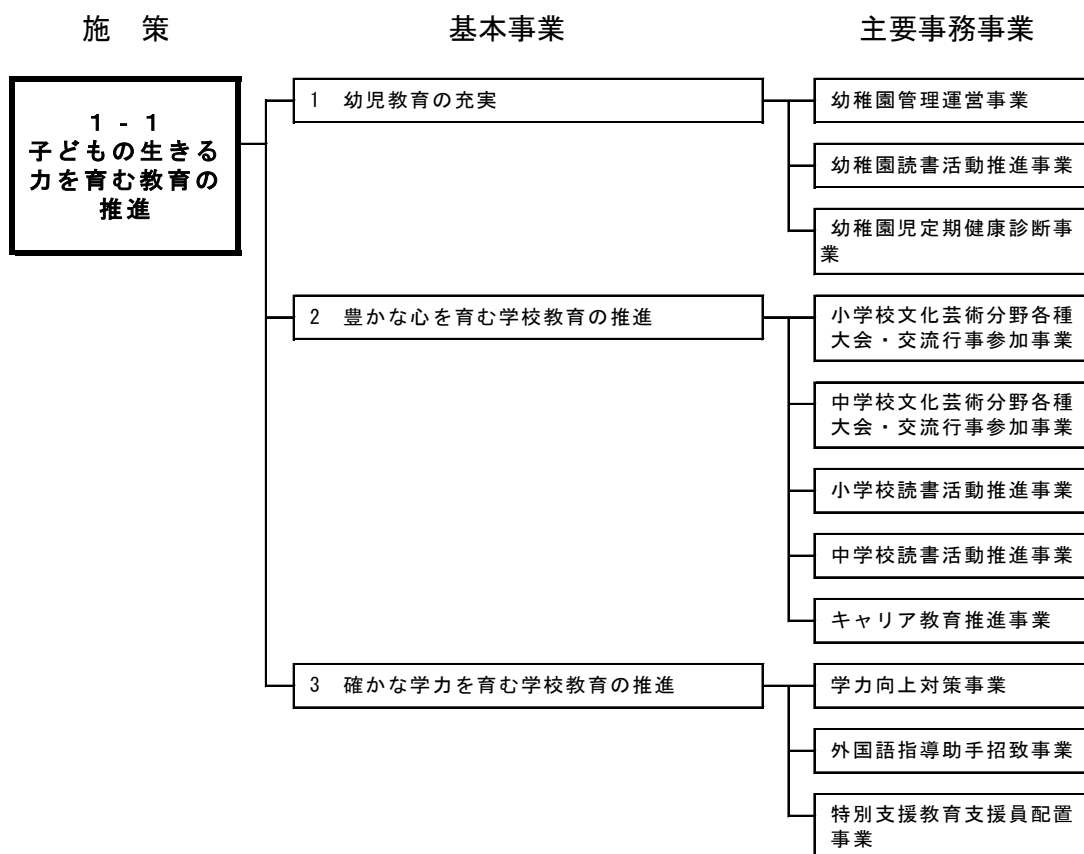 施　策
基本事業
主要事務事業
１－１
子どもの生きる
力を育む教育の
推進
1　幼児教育の充実
幼稚園管理運営事業
幼稚園読書活動推進事業
幼稚園児定期健康診断事
業
2　豊かな心を育む学校教育の推進
小学校文化芸術分野各種
大会・交流行事参加事業
中学校文化芸術分野各種
大会・交流行事参加事業
小学校読書活動推進事業
中学校読書活動推進事業
キャリア教育推進事業
3　確かな学力を育む学校教育の推進
学力向上対策事業
外国語指導助手招致事業
特別支援教育支援員配置
事業